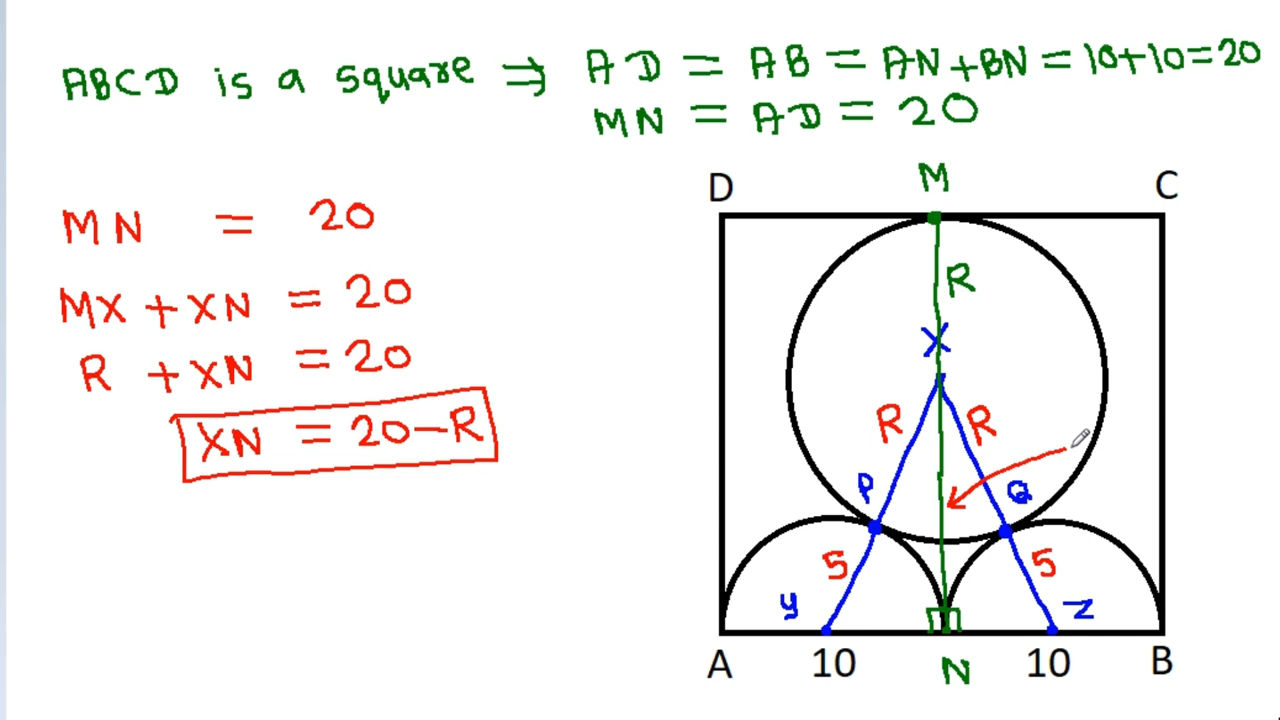 ABCD is a square ⇒ AD = AB = AN+BN=10+10=20
MN = AD = 20
MN = 20
MX + XN = 20
R + XN = 20
XN = 20-R
D M C
R
X
R R
P Q
5 5
y z
A 10 N 10 B